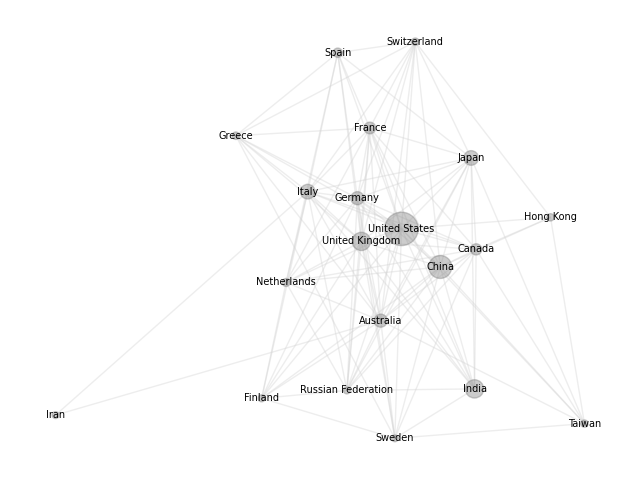 Switzerland
Spain
France
Greece
Japan
Italy
Germany
Hong Kong
United States
United Kingdom
Canada
China
Netherlands
Australia
Russian Federation
India
Finland
Iran
Taiwan
Sweden